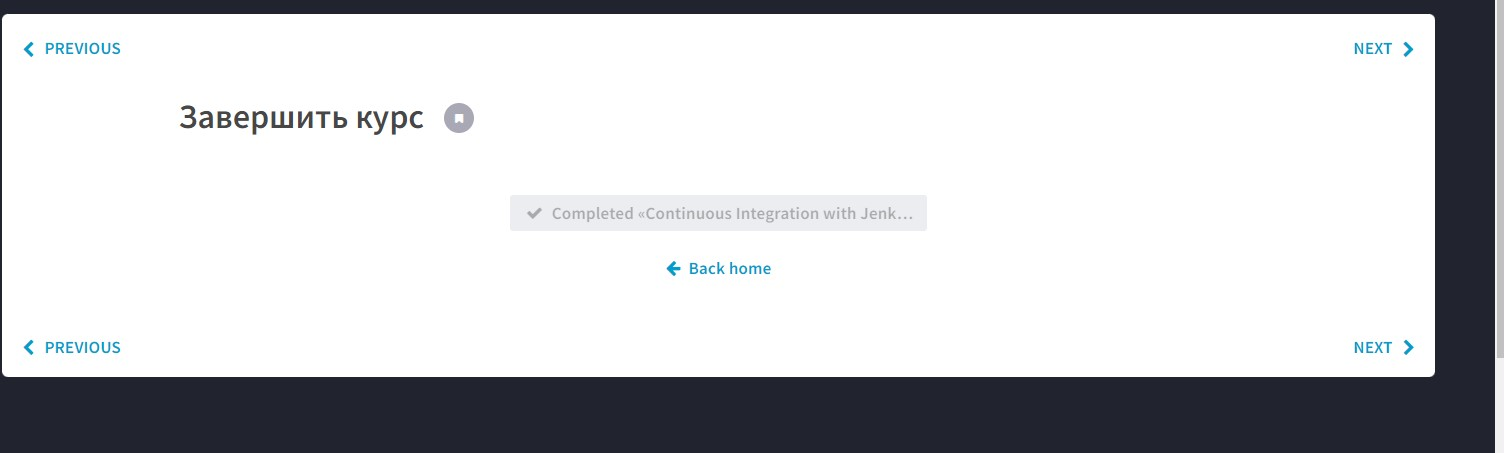 PREVIOUS
NEXT
Завершить курс
Completed «Continuous Integration with Jenk...
Back home
PREVIOUS
NEXT